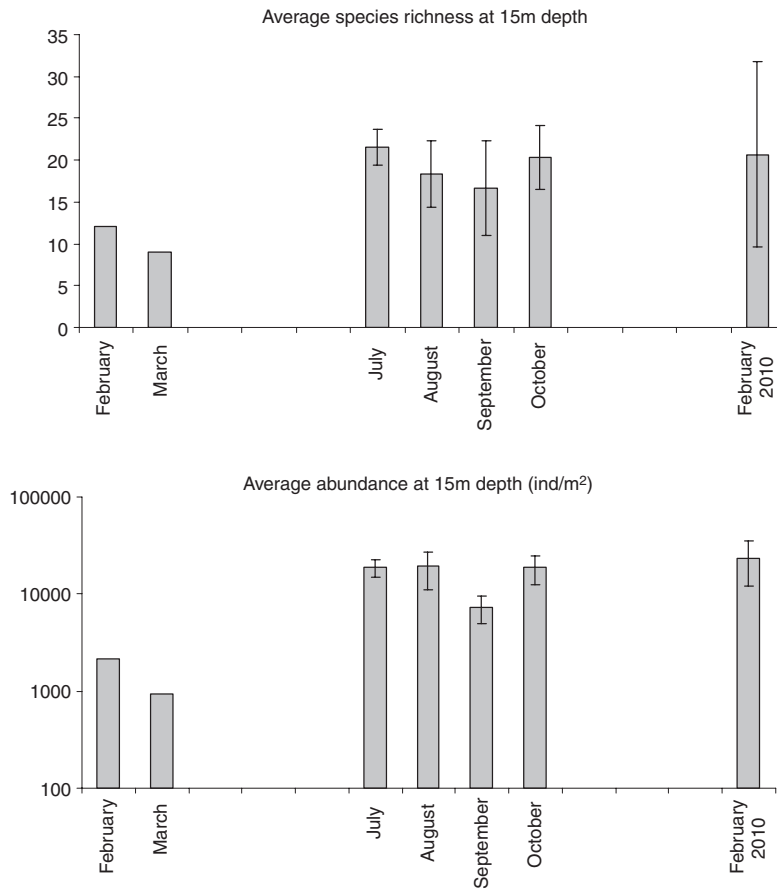 Average species richness at 15m depth
35
30
25
20
15
10
5
0
February
March
July
August
September
October
February
2010
Average abundance at 15m depth (ind/m²)
100000
10000
1000
100
February
March
July
August
September
October
February
2010